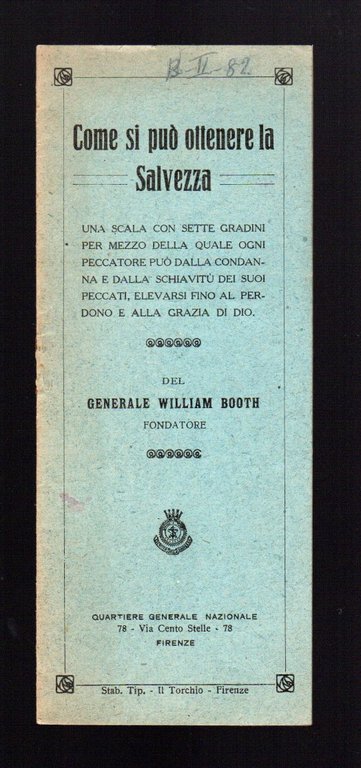 B-II-82
Come si può ottenere la
Salvezza
UNA SCALA CON SETTE GRADINI
PER MEZZO DELLA QUALE OGNI
PECCATORE PUÒ DALLA CONDAN-
NA E DALLA SCHIAVITÙ DEI SUOI
PECCATI, ELEVARSI FINO AL PER-
DONO E ALLA GRAZIA DI DIO.
DEL
GENERALE WILLIAM BOOTH
FONDATORE
QUARTIERE GENERALE NAZIONALE
78 - Via Cento Stelle - 78
FIRENZE
Stab. Tip. - Il Torchio - Firenze